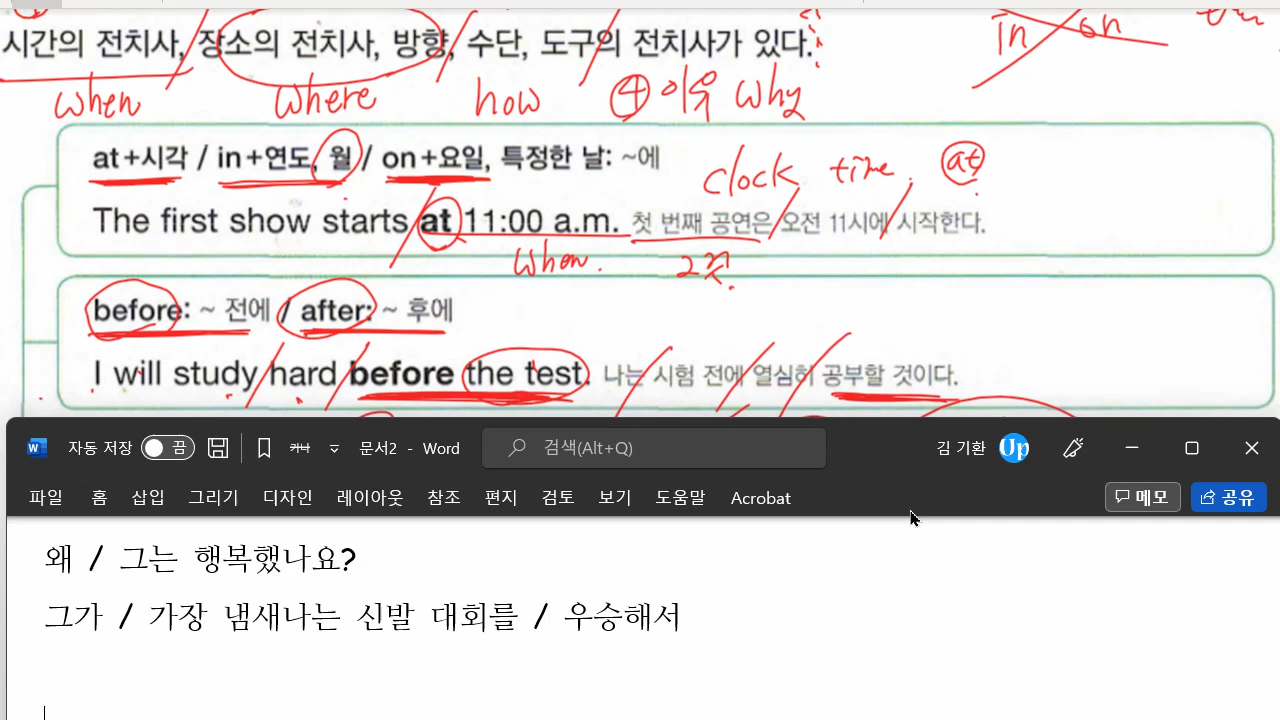 in on
시간의 전치사, 장소의 전치사, 방향, 수단, 도구의 전치사가 있다.
when where how ④ 이유 why
at+시각 / in+연도, 월 / on+요일, 특정한 날: ~에
clock time at
The first show starts at 11:00 a.m. 첫 번째 공연은 오전 11시에 시작한다.
when.
before: ~ 전에 / after: ~ 후에
I will study hard before the test. 나는 시험 전에 열심히 공부할 것이다.
자동 저장 끔 문서2 - Word 검색(Alt+Q) 김 기환 Up
파일 홈 삽입 그리기 디자인 레이아웃 참조 편지 검토 보기 도움말 Acrobat 메모 공유
왜 / 그는 행복했나요?
그가 / 가장 냄새나는 신발 대회를 / 우승해서